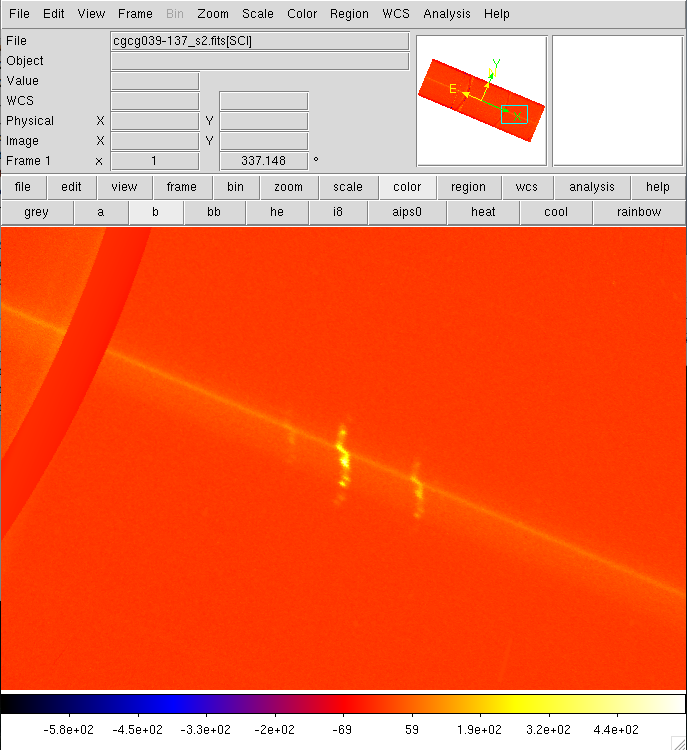 File Edit View Frame Bin Zoom Scale Color Region WCS Analysis Help
File cgcg039-137_s2.fits[SCI]
Object
Value
WCS
Physical X Y
Image X Y
Frame 1 x 1 337.148 °
Y
E
X
file edit view frame bin zoom scale color region wcs analysis help
grey a b bb he i8 aips0 heat cool rainbow
-5.8e+02 -4.5e+02 -3.3e+02 -2e+02 -69 59 1.9e+02 3.2e+02 4.4e+02